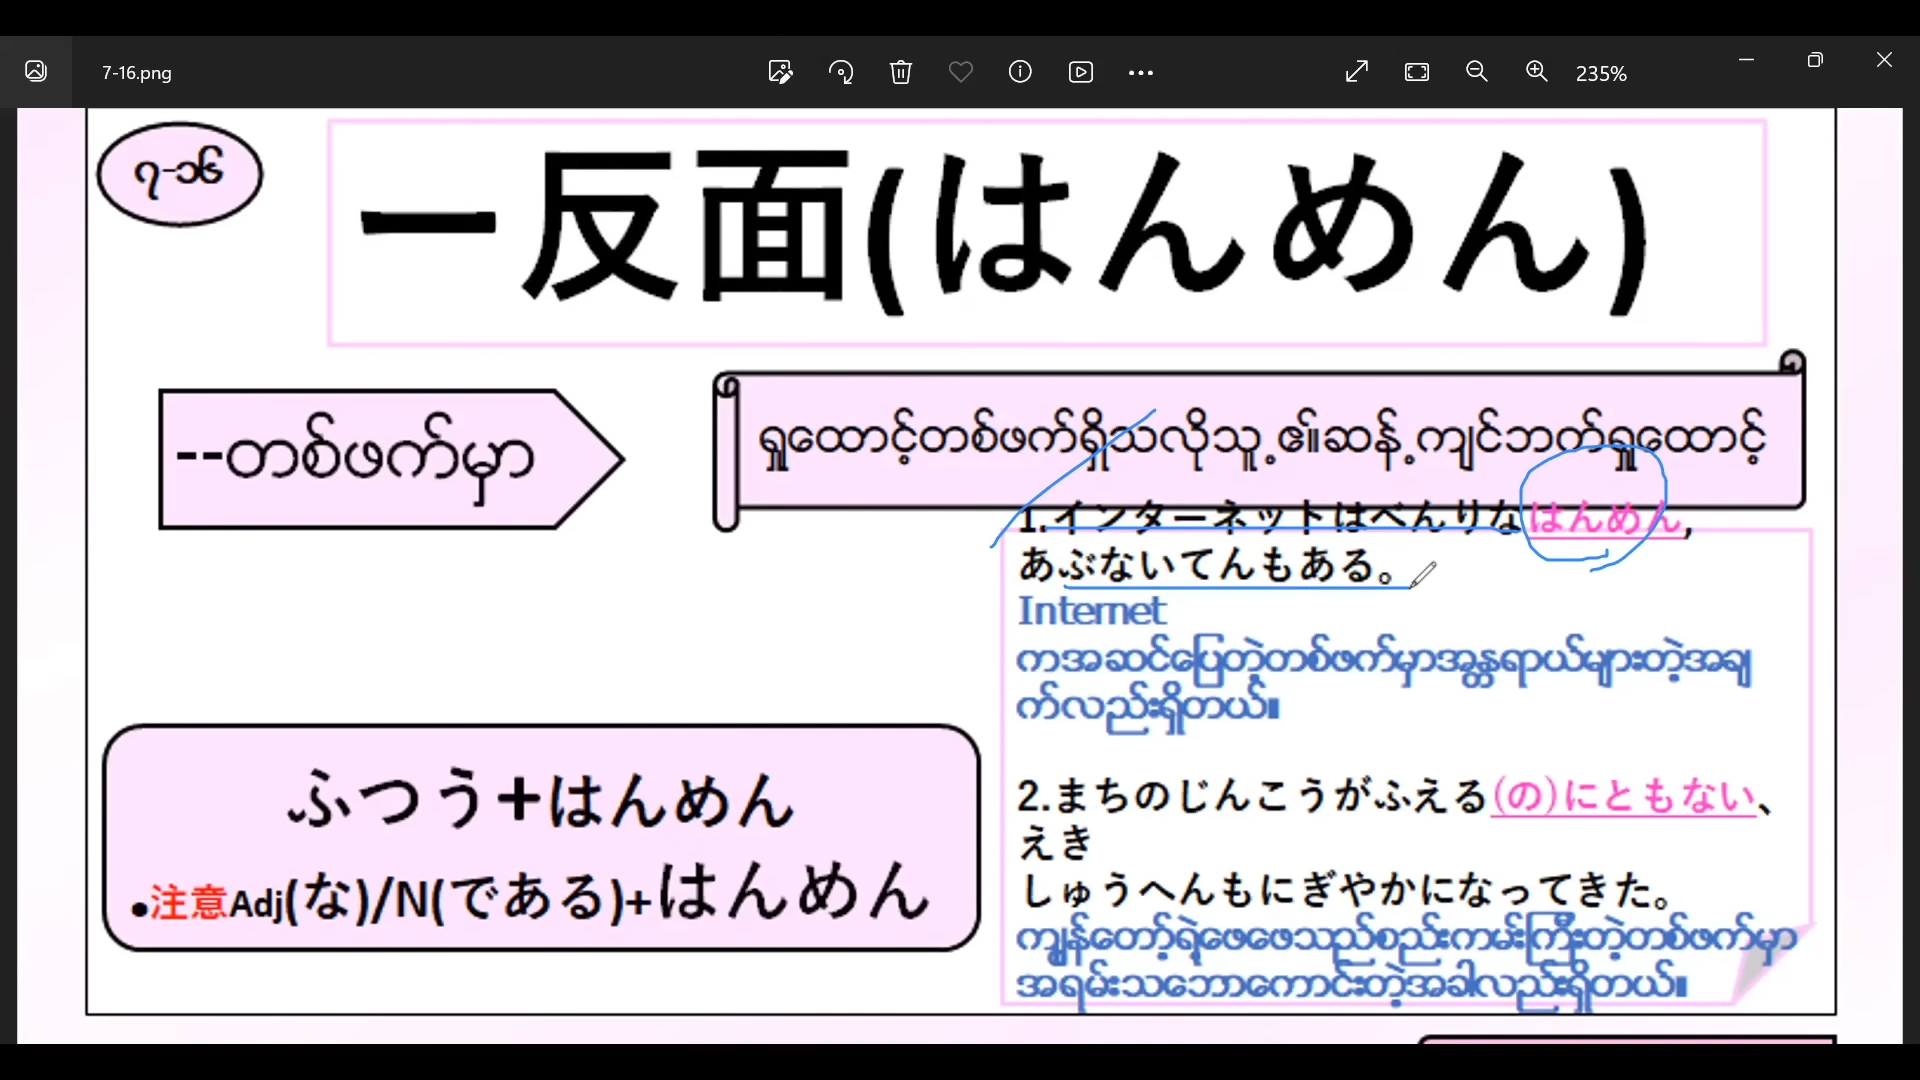 7-16.png
235%
၇-၁၆
ー反面(はんめん)
--တစ်ဖက်မှာ
ရှုထောင့်တစ်ဖက်ရှိသလိုသူ့၏ဆန့်ကျင်ဘက်ရှုထောင့်
1.インターネットはべんりなはんめん,
あぶないてんもある。
Internet
ကအဆင်ပြေတဲ့တစ်ဖက်မှာအန္တရာယ်များတဲ့အချ
က်လည်းရှိတယ်။
ふつう+はんめん
•注意Adj(な)/N(である)+はんめん
2.まちのじんこうがふえる(の)にともない、
えき
しゅうへんもにぎやかになってきた。
ကျွန်တော့်ရဲ့ဖေဖေသည်စည်းကမ်းကြီးတဲ့တစ်ဖက်မှာ
အရမ်းသဘောကောင်းတဲ့အခါလည်းရှိတယ်။